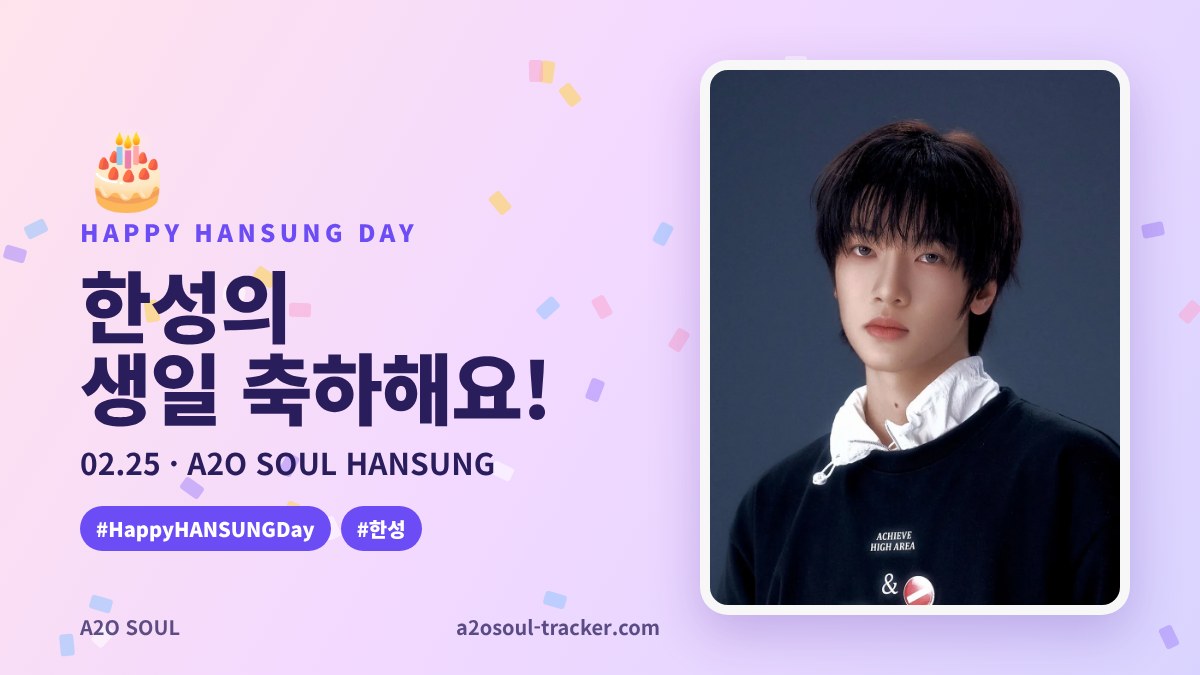 HAPPY HANSUNG DAY
한성의
생일 축하해요!
02.25 · A2O SOUL HANSUNG
#HappyHANSUNGDay #한성
A2O SOUL
a2osoul-tracker.com
ACHIEVE
HIGH AREA
&